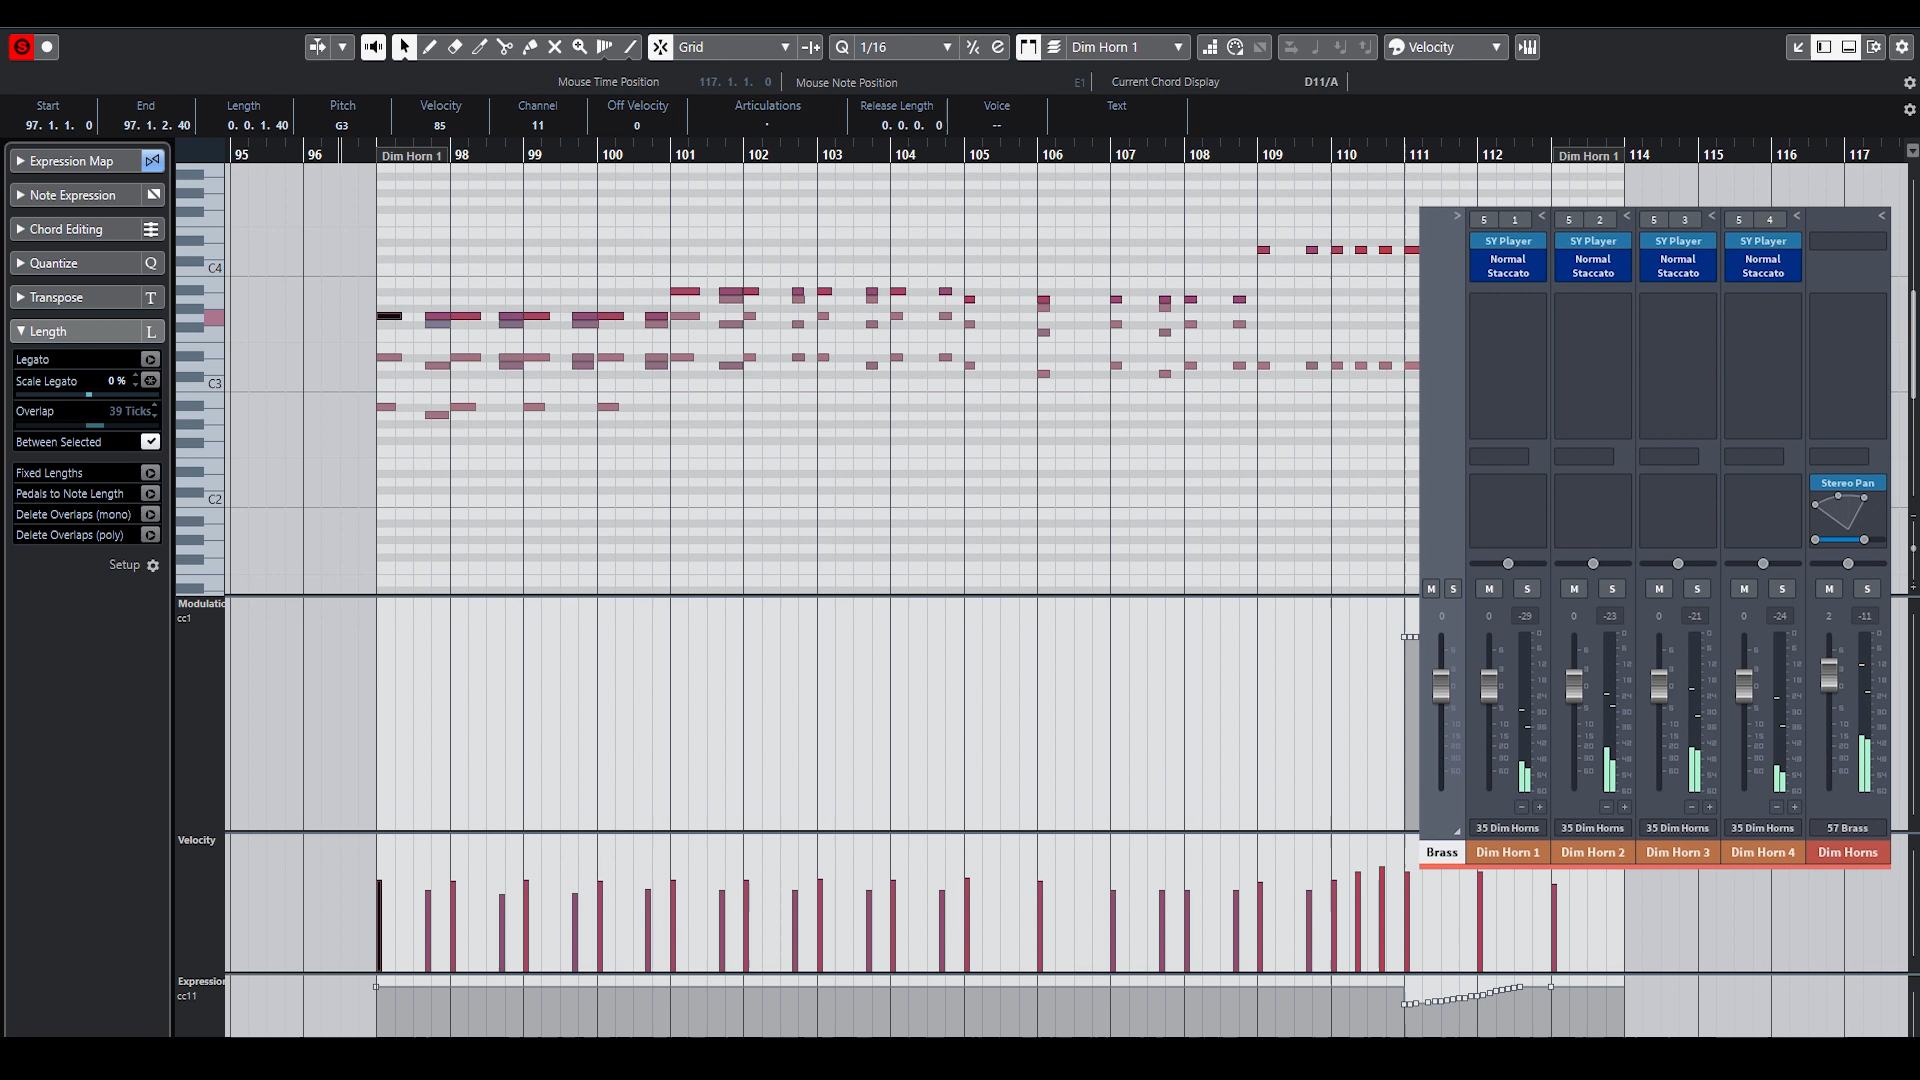 S
Grid
Q 1/16
Dim Horn 1
Velocity
Mouse Time Position 117. 1. 1. 0 Mouse Note Position E1 Current Chord Display D11/A
Start End Length Pitch Velocity Channel Off Velocity Articulations Release Length Voice Text
97. 1. 1. 0 97. 1. 2. 40 0. 0. 1. 40 G3 85 11 0 · 0. 0. 0. 0 --
95 96 Dim Horn 1 98 99 100 101 102 103 104 105 106 107 108 109 110 111 112 Dim Horn 1 114 115 116 117
Expression Map
Note Expression
Chord Editing
Quantize Q
Transpose T
Length L
Legato
Scale Legato 0 %
Overlap 39 Ticks
Between Selected
Fixed Lengths
Pedals to Note Length
Delete Overlaps (mono)
Delete Overlaps (poly)
Setup
C4
C3
C2
Modulatio
cc1
Velocity
Expression
cc11
5 1 5 2 5 3 5 4
SY Player SY Player SY Player SY Player
Normal Normal Normal Normal
Staccato Staccato Staccato Staccato
Stereo Pan
M S M S M S M S M S M S
0 0 -29 0 -23 0 -21 0 -24 2 -11
35 Dim Horns 35 Dim Horns 35 Dim Horns 35 Dim Horns 57 Brass
Brass Dim Horn 1 Dim Horn 2 Dim Horn 3 Dim Horn 4 Dim Horns